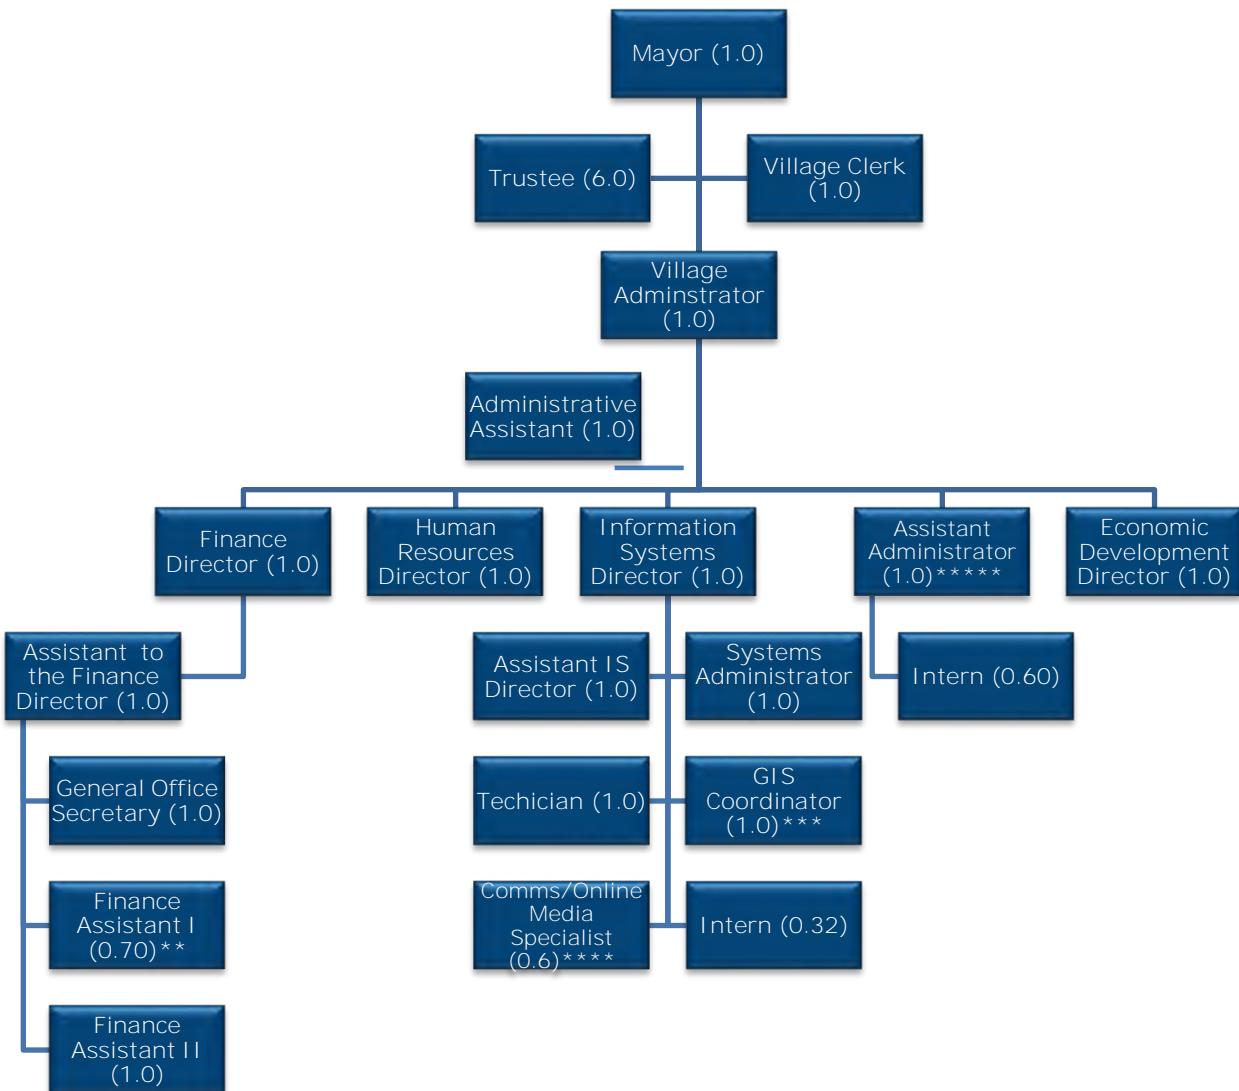 Mayor (1.0)
Trustee (6.0)
Village Clerk
(1.0)
Village
Adminstrator
(1.0)
Administrative
Assistant (1.0)
Finance
Director (1.0)
Human
Resources
Director (1.0)
Information
Systems
Director (1.0)
Assistant
Administrator
(1.0)*****
Economic
Development
Director (1.0)
Assistant to
the Finance
Director (1.0)
Assistant IS
Director (1.0)
Systems
Administrator
(1.0)
Intern (0.60)
General Office
Secretary (1.0)
Techician (1.0)
GIS
Coordinator
(1.0)***
Finance
Assistant I
(0.70)**
Comms/Online
Media
Specialist
(0.6)****
Intern (0.32)
Finance
Assistant II
(1.0)